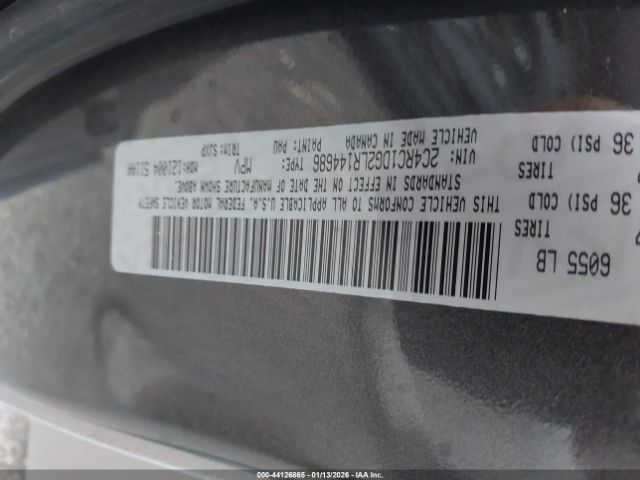 6055 LB
TIRES
36 PSI) COLD
TIRES
36 PSI) COLD
THIS VEHICLE CONFORMS TO ALL APPLICABLE U.S.A. FEDERAL MOTOR VEHICLE SAFETY
STANDARDS IN EFFECT ON THE DATE OF MANUFACTURE SHOWN ABOVE.
VIN: TYPE: MPV MDH:121004
2C4RC1DG2LR144686
VEHICLE MADE IN CANADA PAINT: PAU TRIM:
000-44126865 | 01/13/2026 | © IAA Inc.